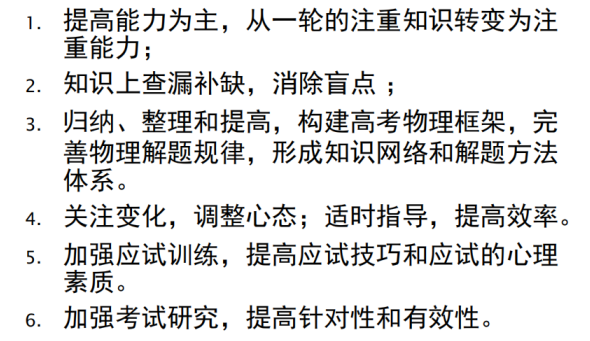 1. 提高能力为主，从一轮的注重知识转变为注
重能力；
2. 知识上查漏补缺，消除盲点 ；
3. 归纳、整理和提高，构建高考物理框架，完
善物理解题规律，形成知识网络和解题方法
体系。
4. 关注变化，调整心态；适时指导，提高效率。
5. 加强应试训练，提高应试技巧和应试的心理
素质。
6. 加强考试研究，提高针对性和有效性。